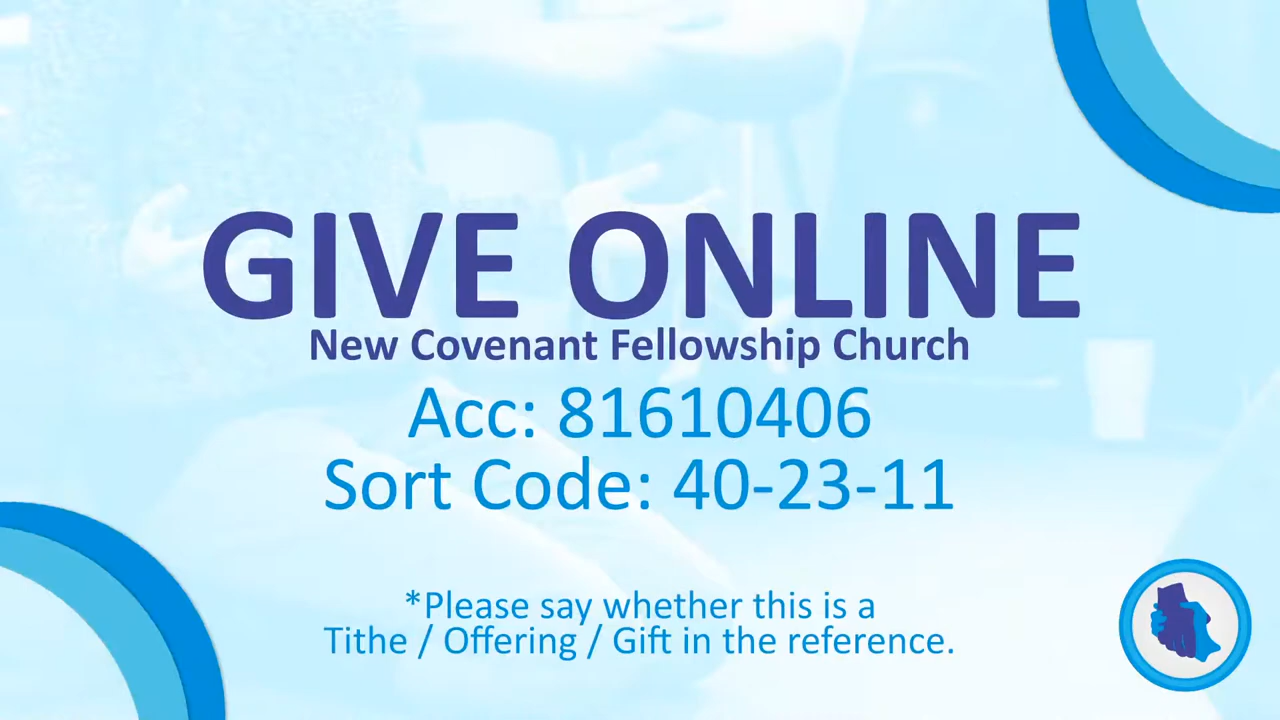 GIVE ONLINE
New Covenant Fellowship Church
Acc: 81610406
Sort Code: 40-23-11
*Please say whether this is a
Tithe / Offering / Gift in the reference.